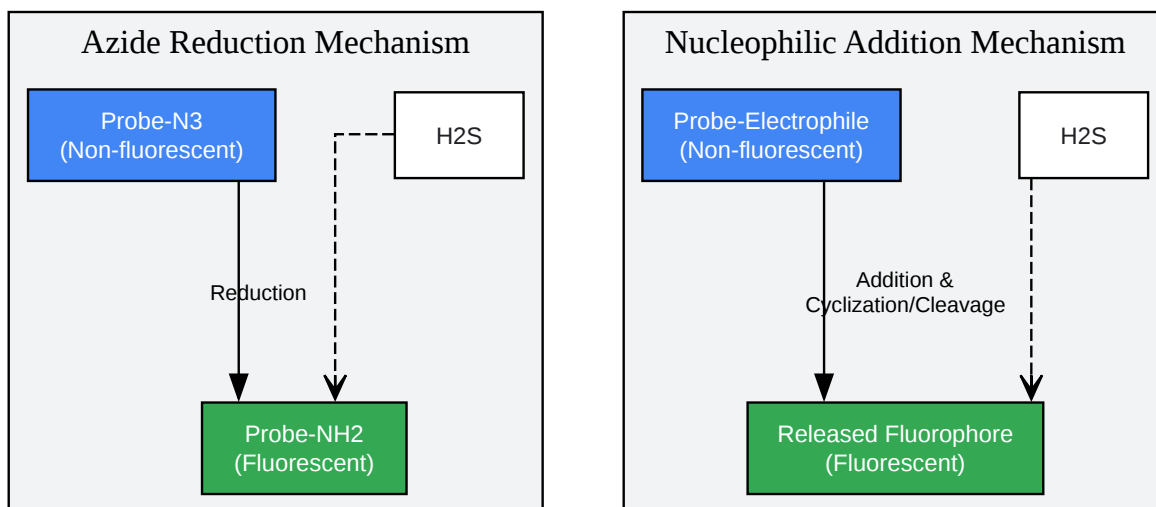 Azide Reduction Mechanism
Probe-N3
(Non-fluorescent)
H2S
Reduction
Probe-NH2
(Fluorescent)
Nucleophilic Addition Mechanism
Probe-Electrophile
(Non-fluorescent)
H2S
Addition &
Cyclization/Cleavage
Released Fluorophore
(Fluorescent)